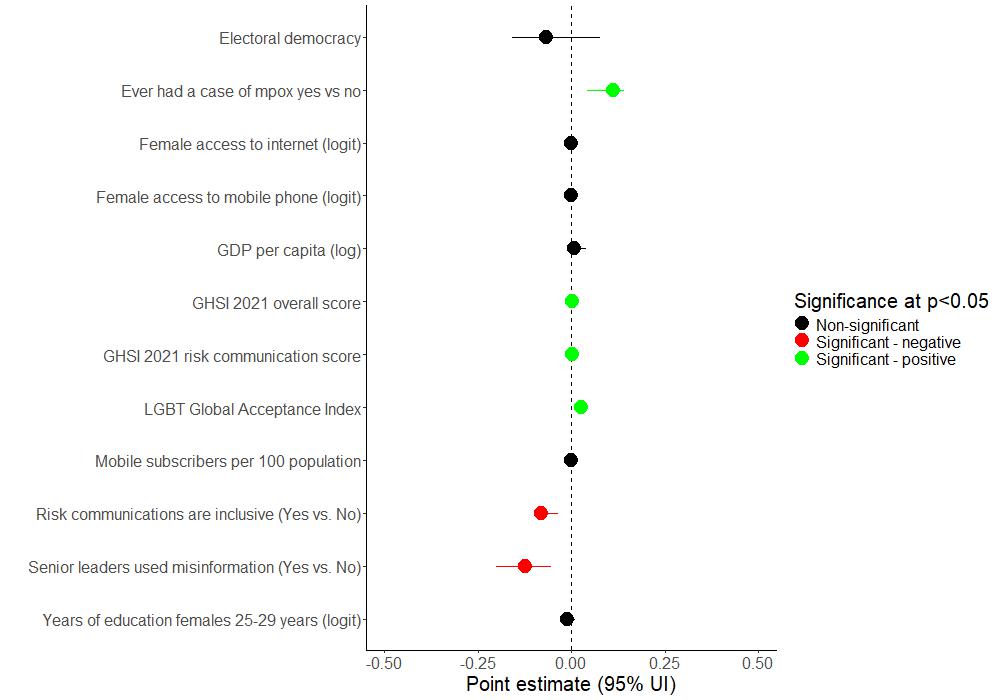 Electoral democracy
Ever had a case of mpox yes vs no
Female access to internet (logit)
Female access to mobile phone (logit)
GDP per capita (log)
GHSI 2021 overall score
GHSI 2021 risk communication score
LGBT Global Acceptance Index
Mobile subscribers per 100 population
Risk communications are inclusive (Yes vs. No)
Senior leaders used misinformation (Yes vs. No)
Years of education females 25-29 years (logit)
-0.50 -0.25 0.00 0.25 0.50
Point estimate (95% UI)
Significance at p<0.05
Non-significant
Significant - negative
Significant - positive